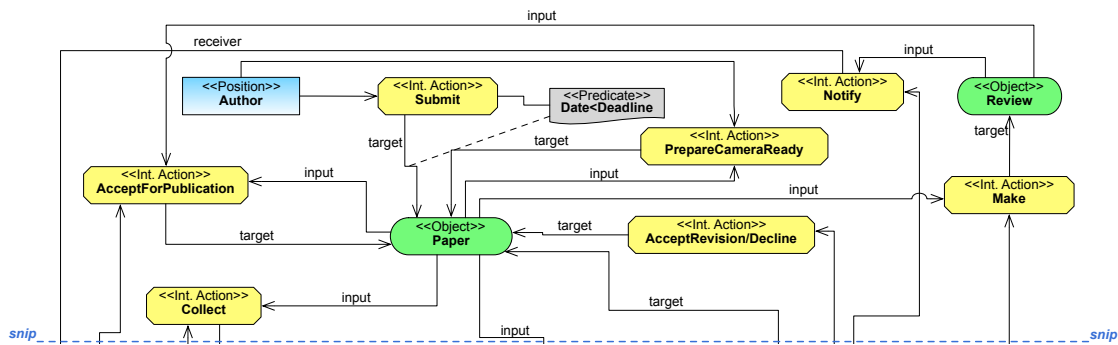 input
receiver
input
<<Position>>
Author
<<Int. Action>>
Submit
<<Predicate>>
Date<Deadline
<<Int. Action>>
Notify
<<Object>>
Review
target
target
<<Int. Action>>
PrepareCameraReady
target
<<Int. Action>>
AcceptForPublication
input
input
input
<<Int. Action>>
Make
target
<<Object>>
Paper
target
<<Int. Action>>
AcceptRevision/Decline
<<Int. Action>>
Collect
input
target
snip
input
snip